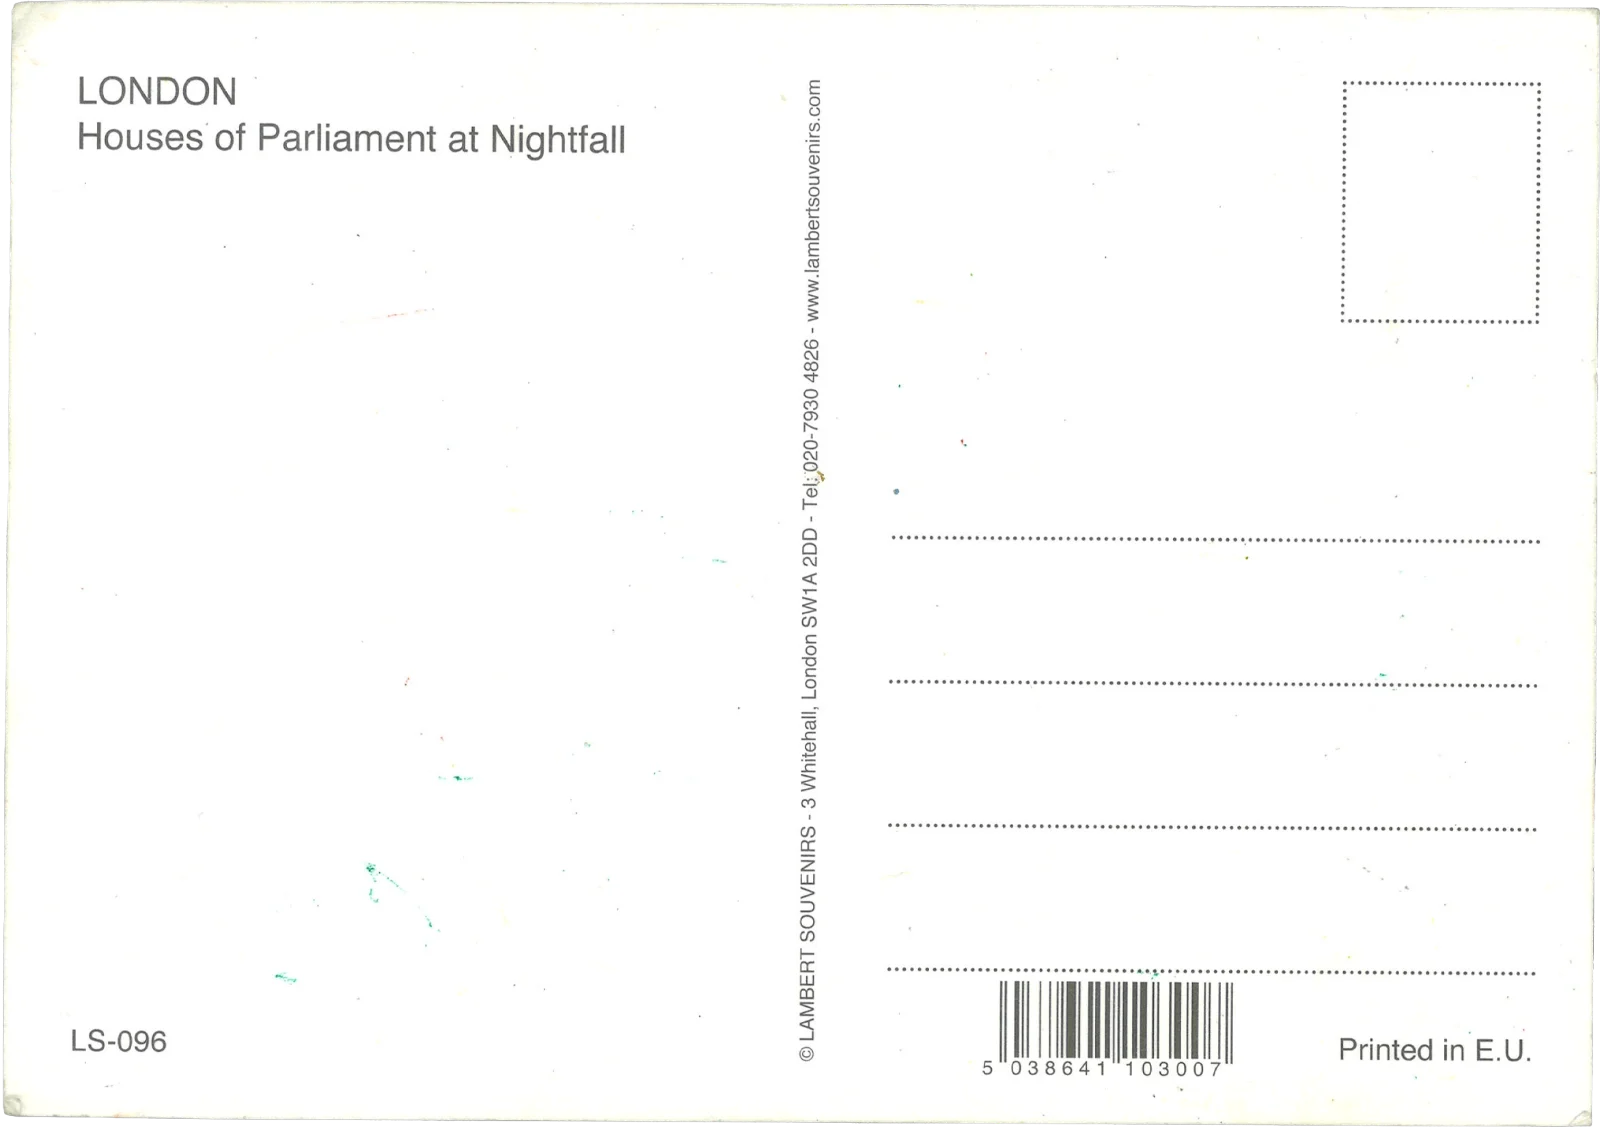 LONDON
Houses of Parliament at Nightfall
© LAMBERT SOUVENIRS - 3 Whitehall, London SW1A 2DD - Tel: 020-7930 4826 - www.lambertsouvenirs.com
LS-096
5 038641 103007
Printed in E.U.